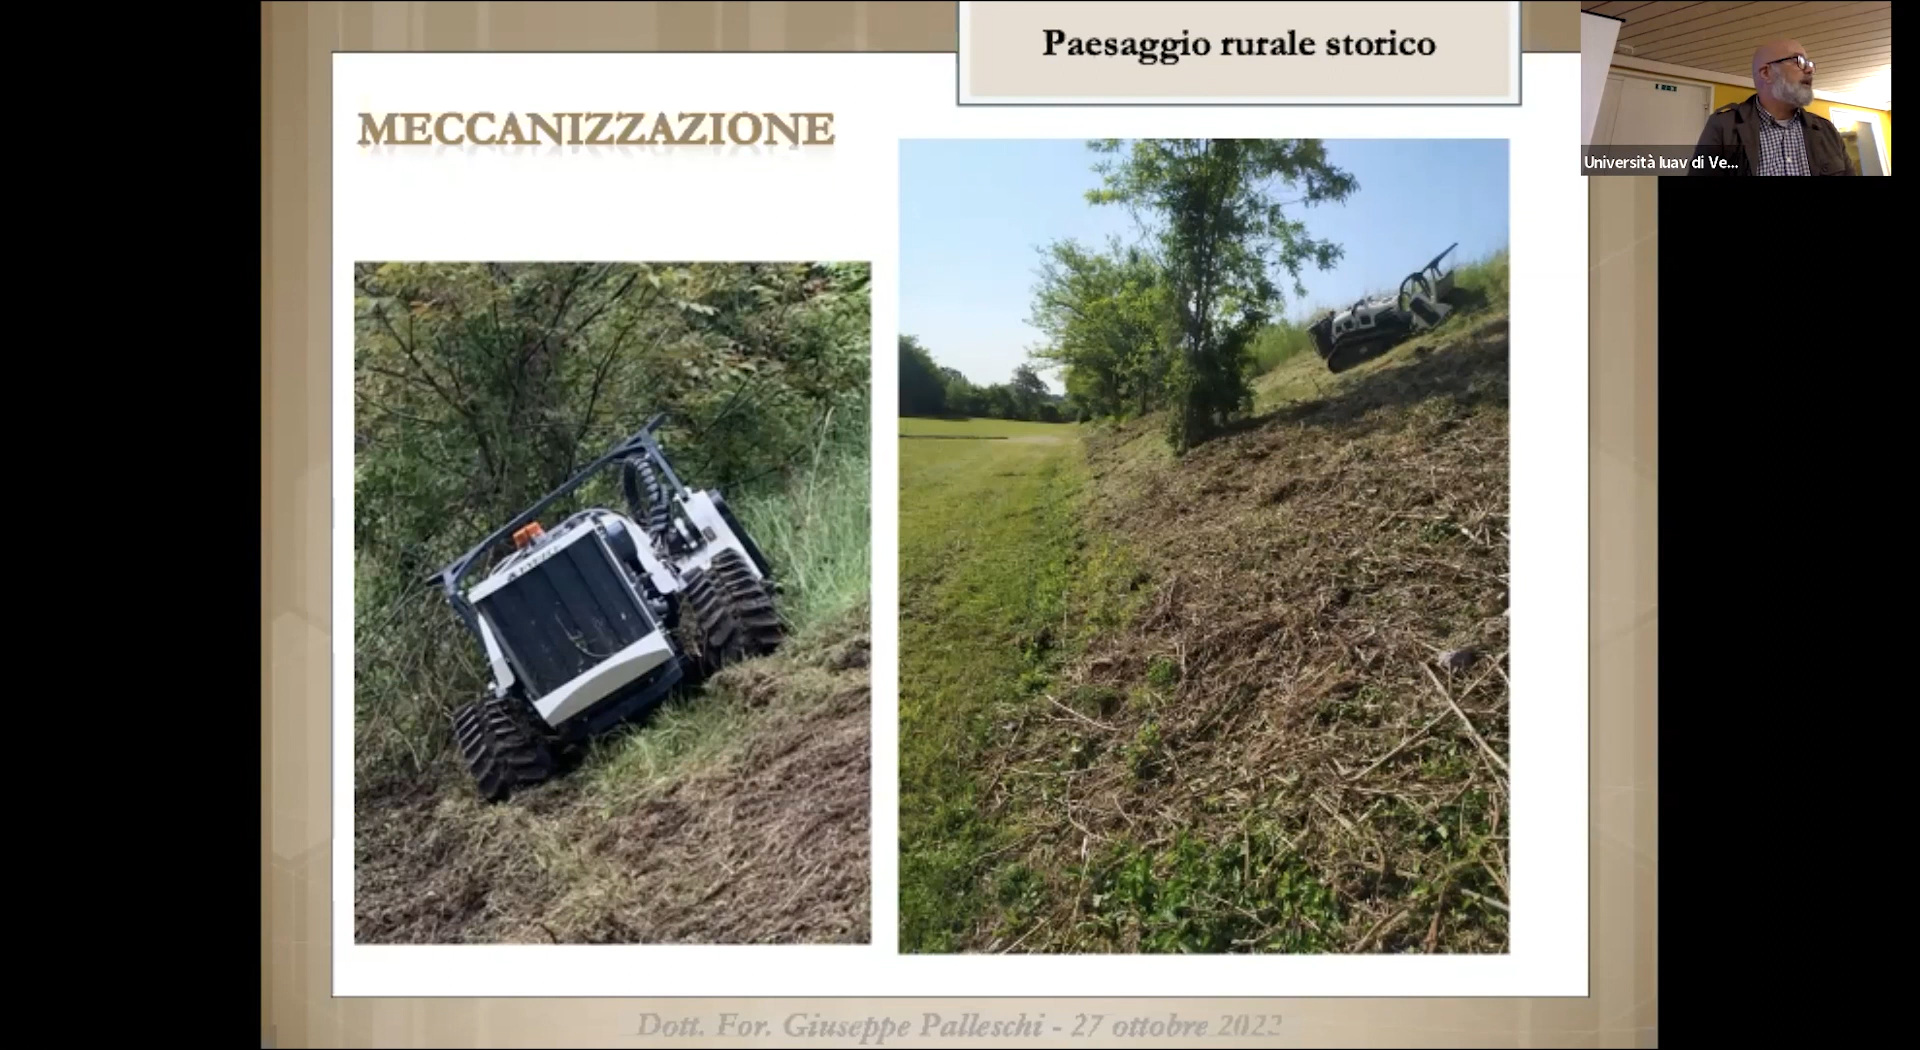 Paesaggio rurale storico
MECCANIZZAZIONE
Università Iuav di Ve...
Dott. For. Giuseppe Palleschi - 27 ottobre 2022